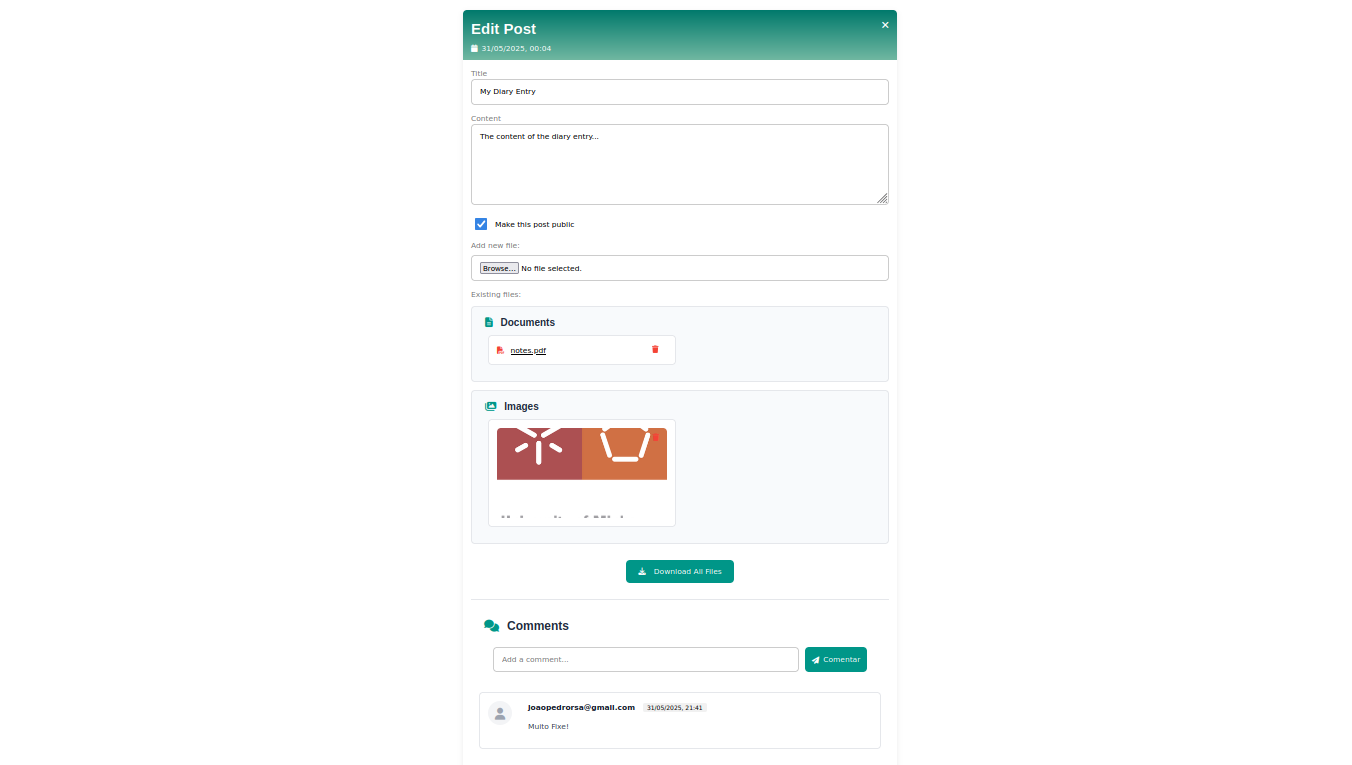 Edit Post
×
31/05/2025, 00:04
Title
My Diary Entry
Content
The content of the diary entry...
Make this post public
Add new file:
Browse... No file selected.
Existing files:
Documents
notes.pdf
Images
Download All Files
Comments
Add a comment...
Comentar
joaopedrorsa@gmail.com 31/05/2025, 21:41
Muito Fixe!